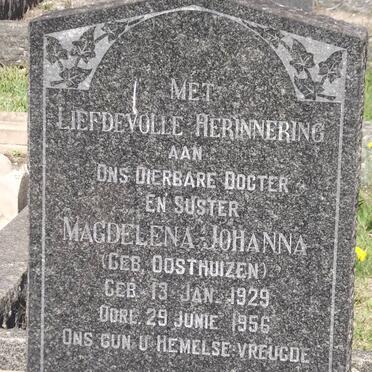 MET
LIEFDEVOLLE HERINNERING
AAN
ONS DIERBARE DOGTER
EN SUSTER
MAGDELENA JOHANNA
(GEB. OOSTHUIZEN)
GEB. 13 JAN. 1929
OORL. 29 JUNIE 1956
ONS GUN U HEMELSE VREUGDE